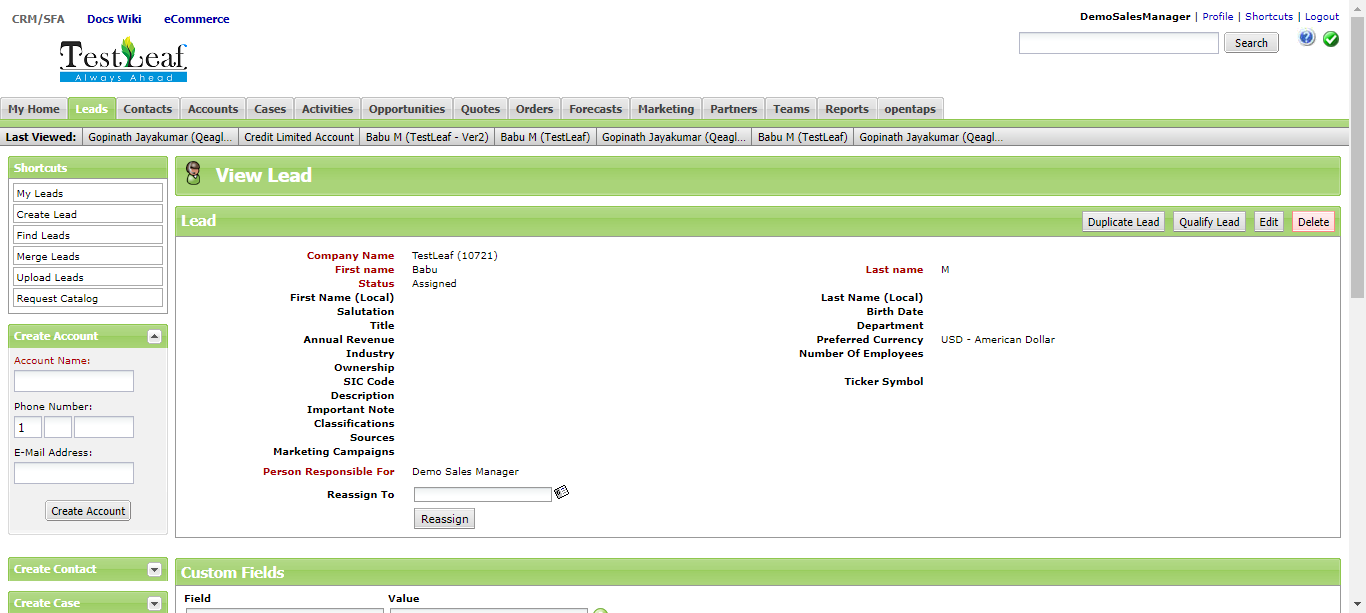 CRM/SFA Docs Wiki eCommerce
DemoSalesManager | Profile | Shortcuts | Logout
TestLeaf
Always Ahead
Search
My Home Leads Contacts Accounts Cases Activities Opportunities Quotes Orders Forecasts Marketing Partners Teams Reports opentaps
Last Viewed: Gopinath Jayakumar (Qeagl... Credit Limited Account Babu M (TestLeaf - Ver2) Babu M (TestLeaf) Gopinath Jayakumar (Qeagl... Babu M (TestLeaf) Gopinath Jayakumar (Qeagl...
Shortcuts
My Leads
Create Lead
Find Leads
Merge Leads
Upload Leads
Request Catalog
Create Account
Account Name:
Phone Number:
1
E-Mail Address:
Create Account
Create Contact
Create Case
View Lead
Lead Duplicate Lead Qualify Lead Edit Delete
Company Name TestLeaf (10721)
First name Babu Last name M
Status Assigned
First Name (Local) Last Name (Local)
Salutation Birth Date
Title Department
Annual Revenue Preferred Currency USD - American Dollar
Industry Number Of Employees
Ownership
SIC Code Ticker Symbol
Description
Important Note
Classifications
Sources
Marketing Campaigns
Person Responsible For Demo Sales Manager
Reassign To
Reassign
Custom Fields
Field Value